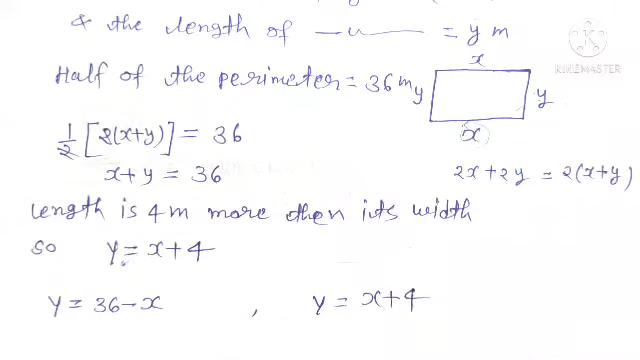 & the length of — " — = y m
KINEMASTER
x
Half of the perimeter = 36 m
y
y
x
1/2 [2(x+y)] = 36
x+y = 36
2x+2y = 2(x+y)
length is 4 m more then its width
so y = x+4
y = 36-x , y = x+4